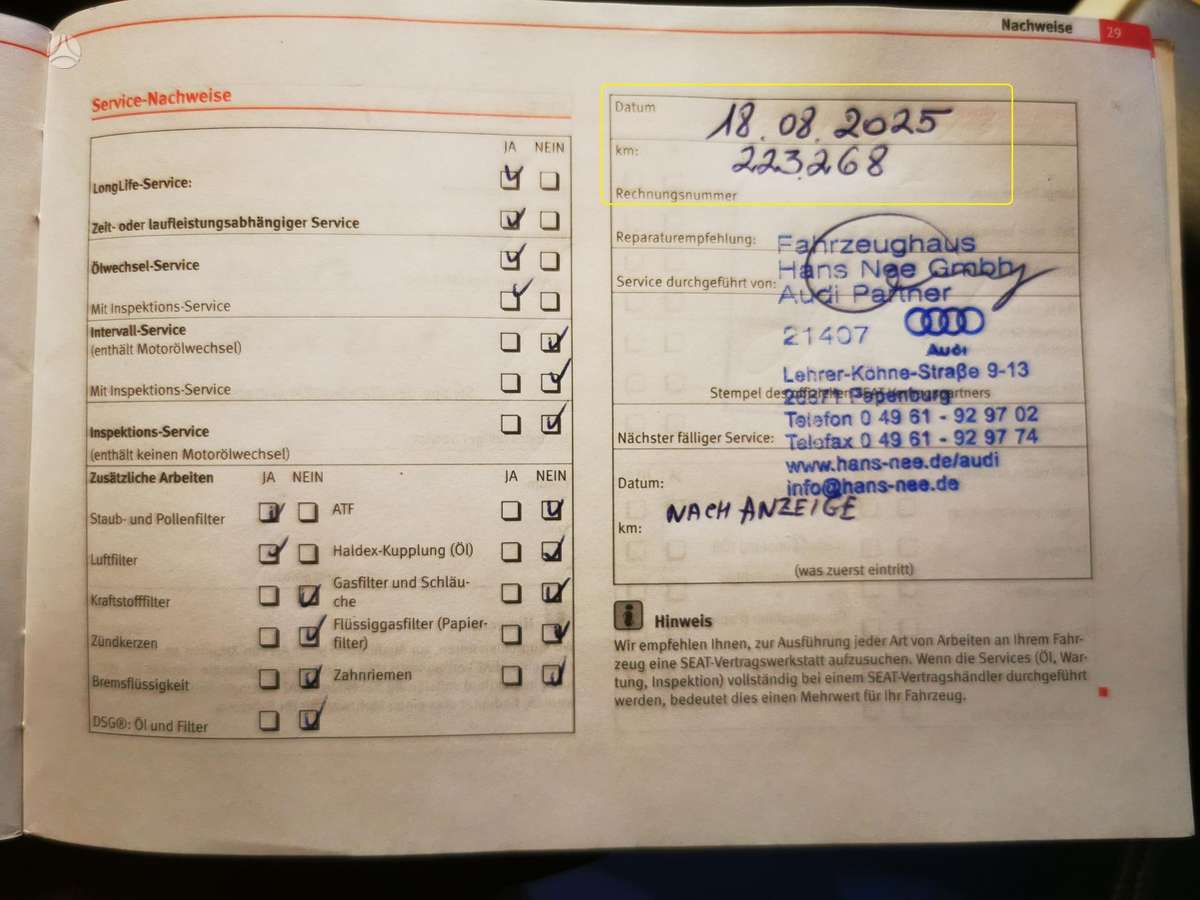 Nachweise 29
Service-Nachweise
JA NEIN
LongLife-Service:
Zeit- oder laufleistungsabhängiger Service
Ölwechsel-Service
Mit Inspektions-Service
Intervall-Service
(enthält Motorölwechsel)
Mit Inspektions-Service
Inspektions-Service
(enthält keinen Motorölwechsel)
Zusätzliche Arbeiten JA NEIN JA NEIN
Staub- und Pollenfilter ATF
Luftfilter Haldex-Kupplung (Öl)
Kraftstofffilter Gasfilter und Schläu-
che
Zündkerzen Flüssiggasfilter (Papier-
filter)
Bremsflüssigkeit Zahnriemen
DSG®: Öl und Filter
Datum 18.08.2025
km: 223.268
Rechnungsnummer
Reparaturempfehlung:
Service durchgeführt von:
Fahrzeughaus
Hans Nee GmbH
Audi Partner
21407
Audi
Lehrer-Köhne-Straße 9-13
Stempel des offiziellen SEAT-Vertragspartners
Papenburg
Telefon 0 49 61 - 92 97 02
Nächster fälliger Service:
Telefax 0 49 61 - 92 97 74
www.hans-nee.de/audi
info@hans-nee.de
Datum:
NACH ANZEIGE
km:
(was zuerst eintritt)
i Hinweis
Wir empfehlen Ihnen, zur Ausführung jeder Art von Arbeiten an Ihrem Fahr-
zeug eine SEAT-Vertragswerkstatt aufzusuchen. Wenn die Services (Öl, War-
tung, Inspektion) vollständig bei einem SEAT-Vertragshändler durchgeführt
werden, bedeutet dies einen Mehrwert für Ihr Fahrzeug.